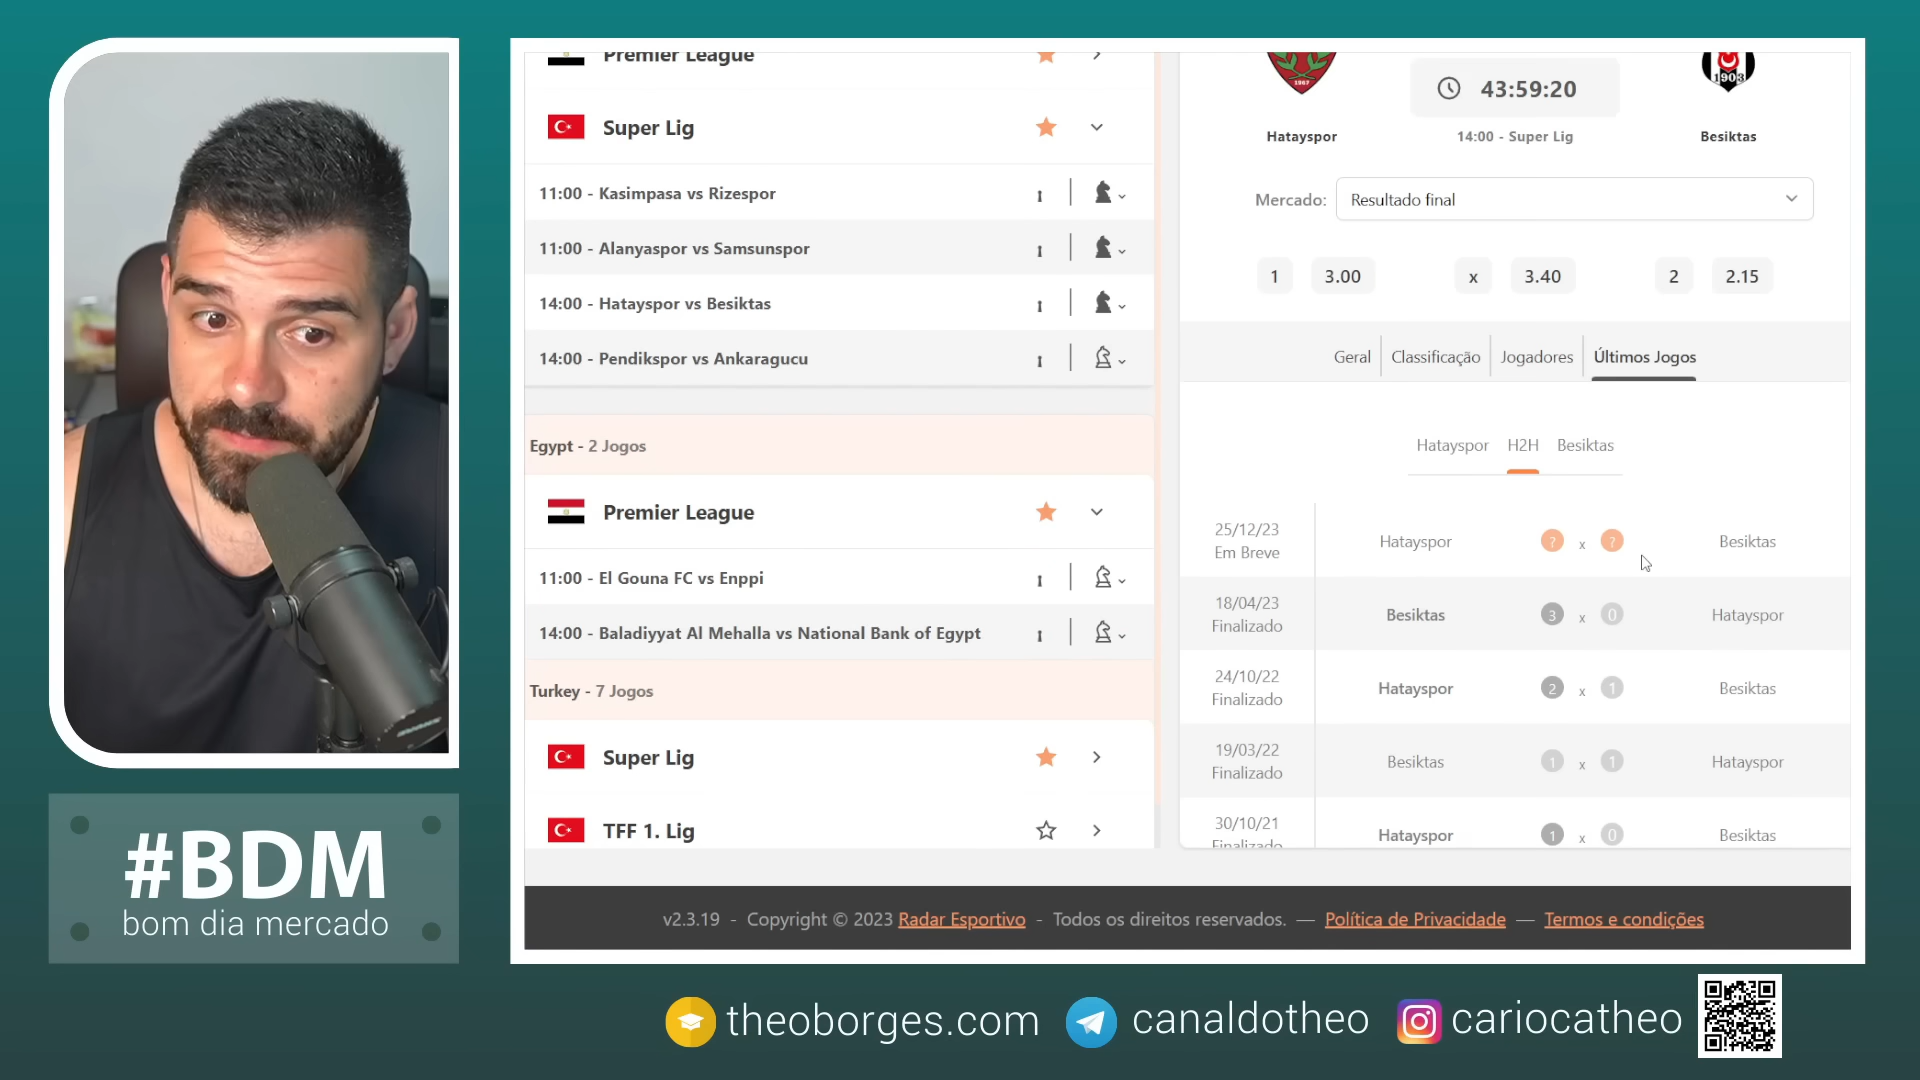 Premier League
Super Lig
11:00 - Kasimpasa vs Rizespor
11:00 - Alanyaspor vs Samsunspor
14:00 - Hatayspor vs Besiktas
14:00 - Pendikspor vs Ankaragucu
Egypt - 2 Jogos
Premier League
11:00 - El Gouna FC vs Enppi
14:00 - Baladiyyat Al Mehalla vs National Bank of Egypt
Turkey - 7 Jogos
Super Lig
TFF 1. Lig
1967
1903
43:59:20
Hatayspor
14:00 - Super Lig
Besiktas
Mercado: Resultado final
1 3.00 x 3.40 2 2.15
Geral Classificação Jogadores Últimos Jogos
Hatayspor H2H Besiktas
25/12/23
Em Breve
Hatayspor ? x ? Besiktas
18/04/23
Finalizado
Besiktas 3 x 0 Hatayspor
24/10/22
Finalizado
Hatayspor 2 x 1 Besiktas
19/03/22
Finalizado
Besiktas 1 x 1 Hatayspor
30/10/21
Finalizado
Hatayspor 1 x 0 Besiktas
v2.3.19 - Copyright © 2023 Radar Esportivo - Todos os direitos reservados. — Política de Privacidade — Termos e condições
#BDM
bom dia mercado
theoborges.com
canaldotheo
cariocatheo